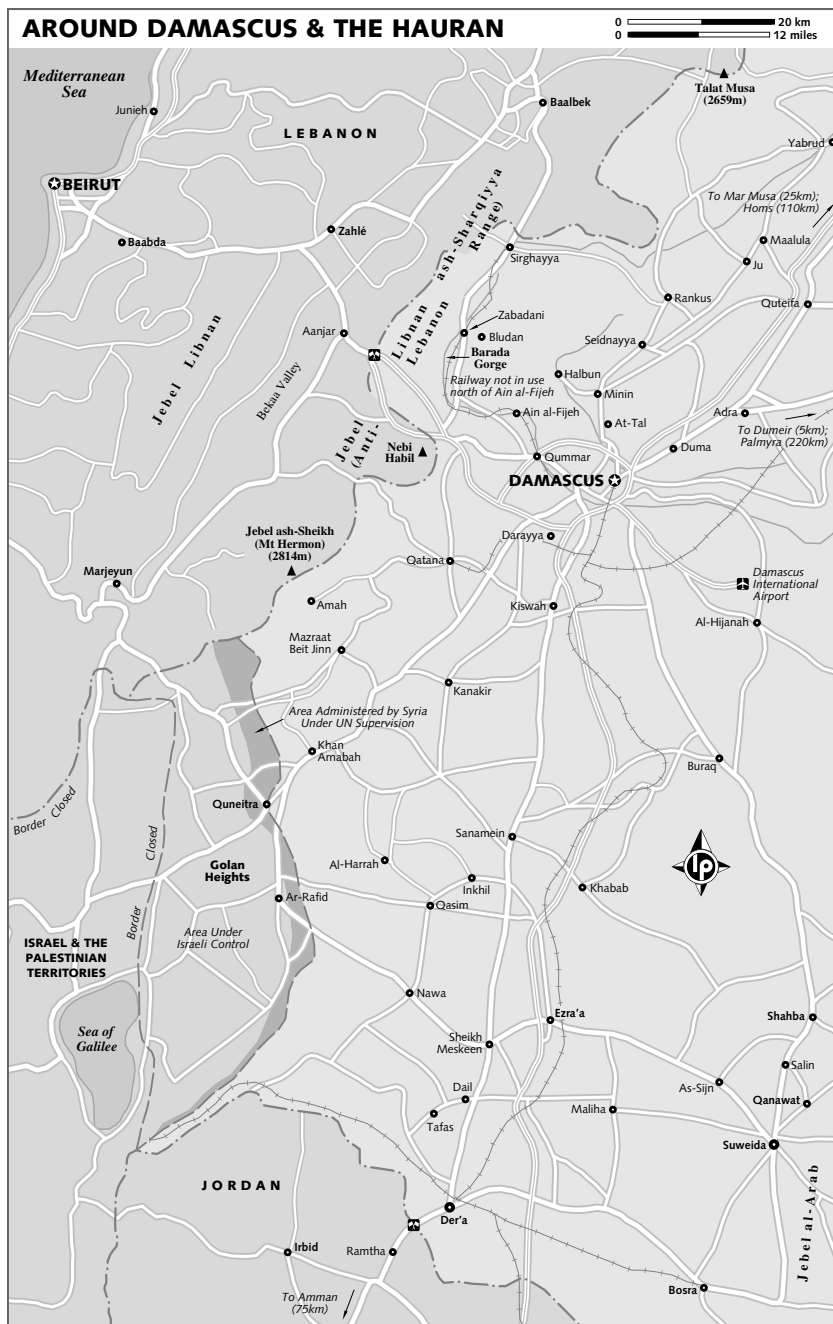 AROUND DAMASCUS & THE HAURAN
0 20 km
0 12 miles
Mediterranean
Sea
Junieh
LEBANON
Baalbek
Talat Musa
(2659m)
Yabrud
BEIRUT
To Mar Musa (25km);
Homs (110km)
Baabda
Zahlé
Jebel Libnan
ash-Sharqiyya
Range)
Sirghayya
Maalula
Ju
Rankus
Quteifa
Libnan
Lebanon
Jebel
(Anti-
Aanjar
Zabadani
Bludan
Seidnayya
Barada
Gorge
Bekaa Valley
Halbun
Railway not in use
north of Ain al-Fijeh
Minin
Ain al-Fijeh
At-Tal
Adra
To Dumeir (5km);
Palmyra (220km)
Nebi
Habil
Qummar
Duma
DAMASCUS
Jebel ash-Sheikh
(Mt Hermon)
(2814m)
Darayya
Qatana
Marjeyun
Damascus
International
Airport
Amah
Kiswah
Al-Hijanah
Mazraat
Beit Jinn
Kanakir
Area Administered by Syria
Under UN Supervision
Khan
Arnabah
Buraq
Border Closed
Quneitra
Closed
Border
Sanamein
lp
Golan
Heights
Al-Harrah
Inkhil
Khabab
Ar-Rafid
Qasim
Area Under
Israeli Control
ISRAEL & THE
PALESTINIAN
TERRITORIES
Nawa
Ezra'a
Shahba
Sea of
Galilee
Sheikh
Meskeen
Salin
Dail
As-Sijn
Qanawat
Tafas
Maliha
Suweida
JORDAN
Jebel al-Arab
Der'a
Irbid
Ramtha
Bosra
To Amman
(75km)